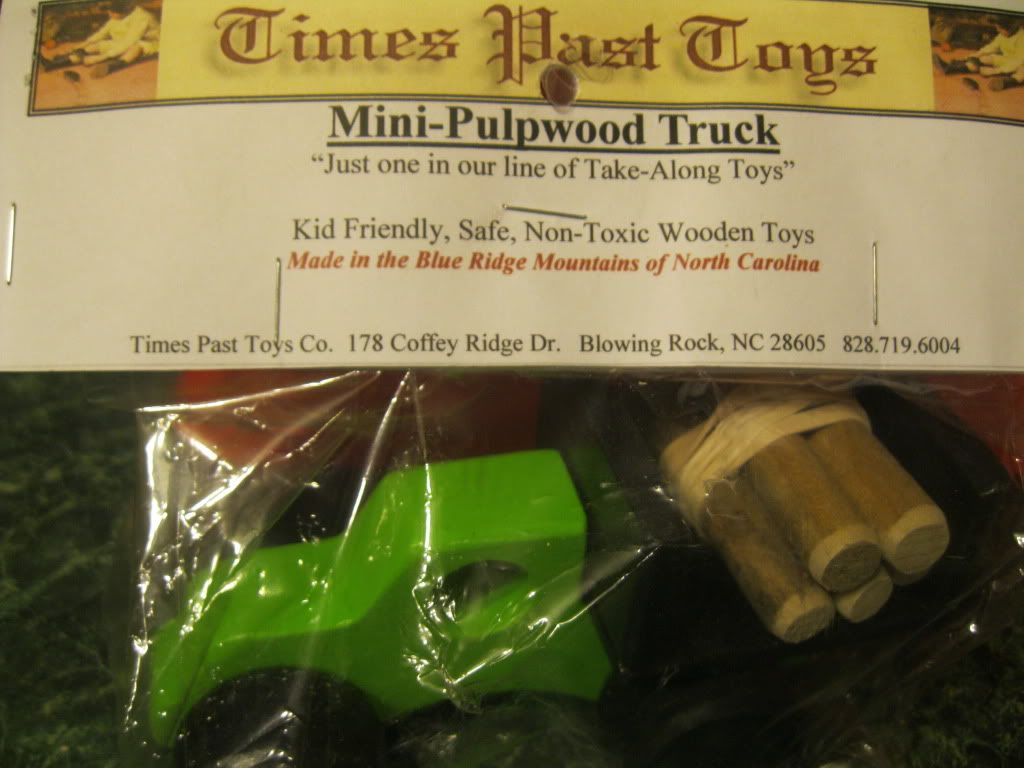 Times Past Toys
Mini-Pulpwood Truck
“Just one in our line of Take-Along Toys”
Kid Friendly, Safe, Non-Toxic Wooden Toys
Made in the Blue Ridge Mountains of North Carolina
Times Past Toys Co. 178 Coffey Ridge Dr. Blowing Rock, NC 28605 828.719.6004